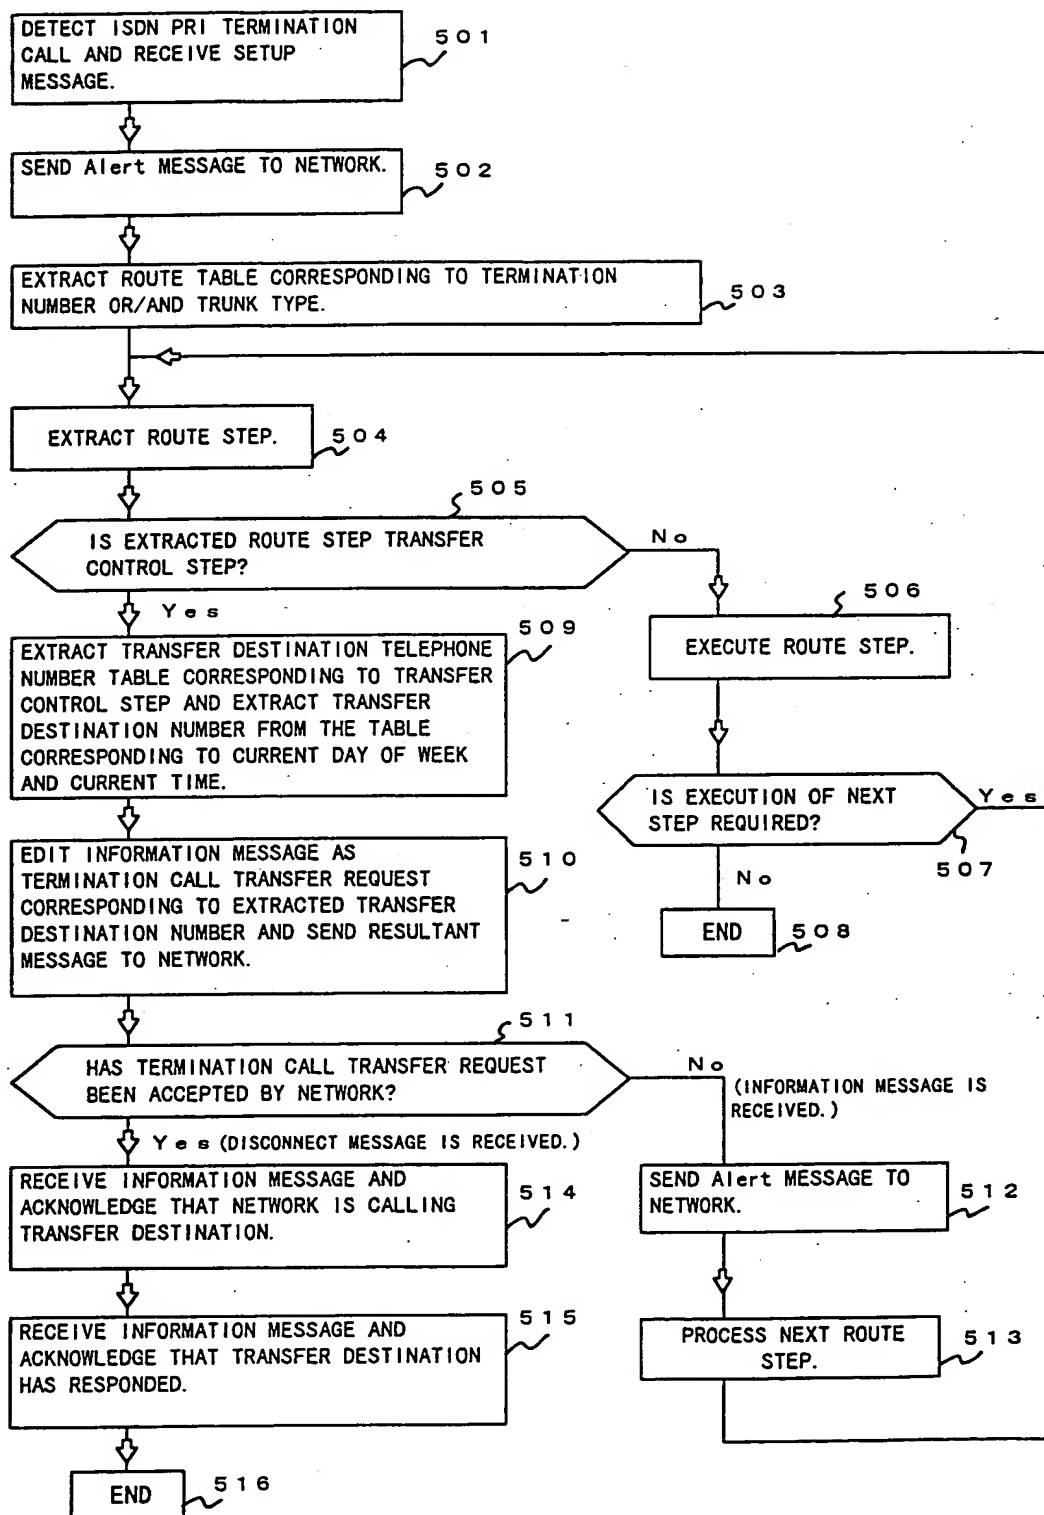 DETECT ISDN PRI TERMINATION
CALL AND RECEIVE SETUP
MESSAGE.
501
SEND Alert MESSAGE TO NETWORK.
502
EXTRACT ROUTE TABLE CORRESPONDING TO TERMINATION
NUMBER OR/AND TRUNK TYPE.
503
EXTRACT ROUTE STEP.
504
505
IS EXTRACTED ROUTE STEP TRANSFER
CONTROL STEP?
No
Yes
506
EXECUTE ROUTE STEP.
IS EXECUTION OF NEXT
STEP REQUIRED?
Yes
507
No
END
508
509
EXTRACT TRANSFER DESTINATION TELEPHONE
NUMBER TABLE CORRESPONDING TO TRANSFER
CONTROL STEP AND EXTRACT TRANSFER
DESTINATION NUMBER FROM THE TABLE
CORRESPONDING TO CURRENT DAY OF WEEK
AND CURRENT TIME.
EDIT INFORMATION MESSAGE AS
TERMINATION CALL TRANSFER REQUEST
CORRESPONDING TO EXTRACTED TRANSFER
DESTINATION NUMBER AND SEND RESULTANT
MESSAGE TO NETWORK.
510
511
HAS TERMINATION CALL TRANSFER REQUEST
BEEN ACCEPTED BY NETWORK?
No
(INFORMATION MESSAGE IS
RECEIVED.)
Yes (DISCONNECT MESSAGE IS RECEIVED.)
SEND Alert MESSAGE TO
NETWORK.
512
PROCESS NEXT ROUTE
STEP.
513
RECEIVE INFORMATION MESSAGE AND
ACKNOWLEDGE THAT NETWORK IS CALLING
TRANSFER DESTINATION.
514
RECEIVE INFORMATION MESSAGE AND
ACKNOWLEDGE THAT TRANSFER DESTINATION
HAS RESPONDED.
515
END
516